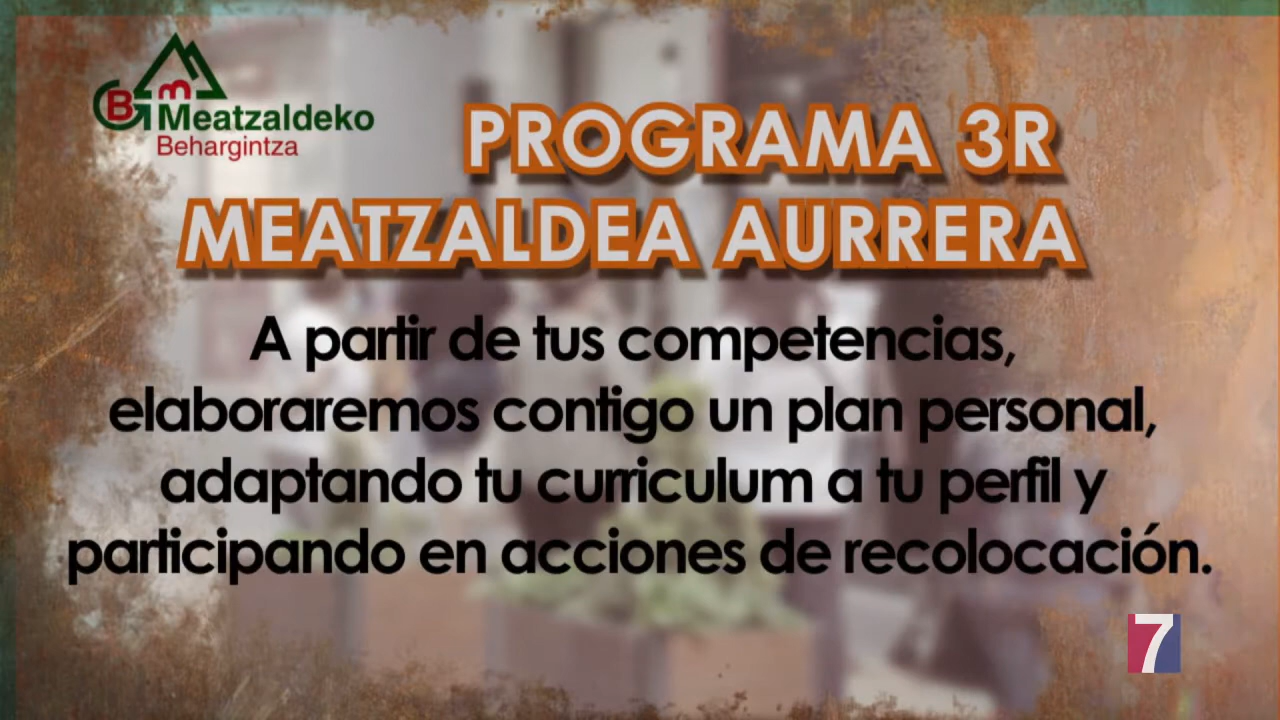 BmG
Meatzaldeko
Behargintza
PROGRAMA 3R
MEATZALDEA AURRERA
A partir de tus competencias,
elaboraremos contigo un plan personal,
adaptando tu curriculum a tu perfil y
participando en acciones de recolocación.
7